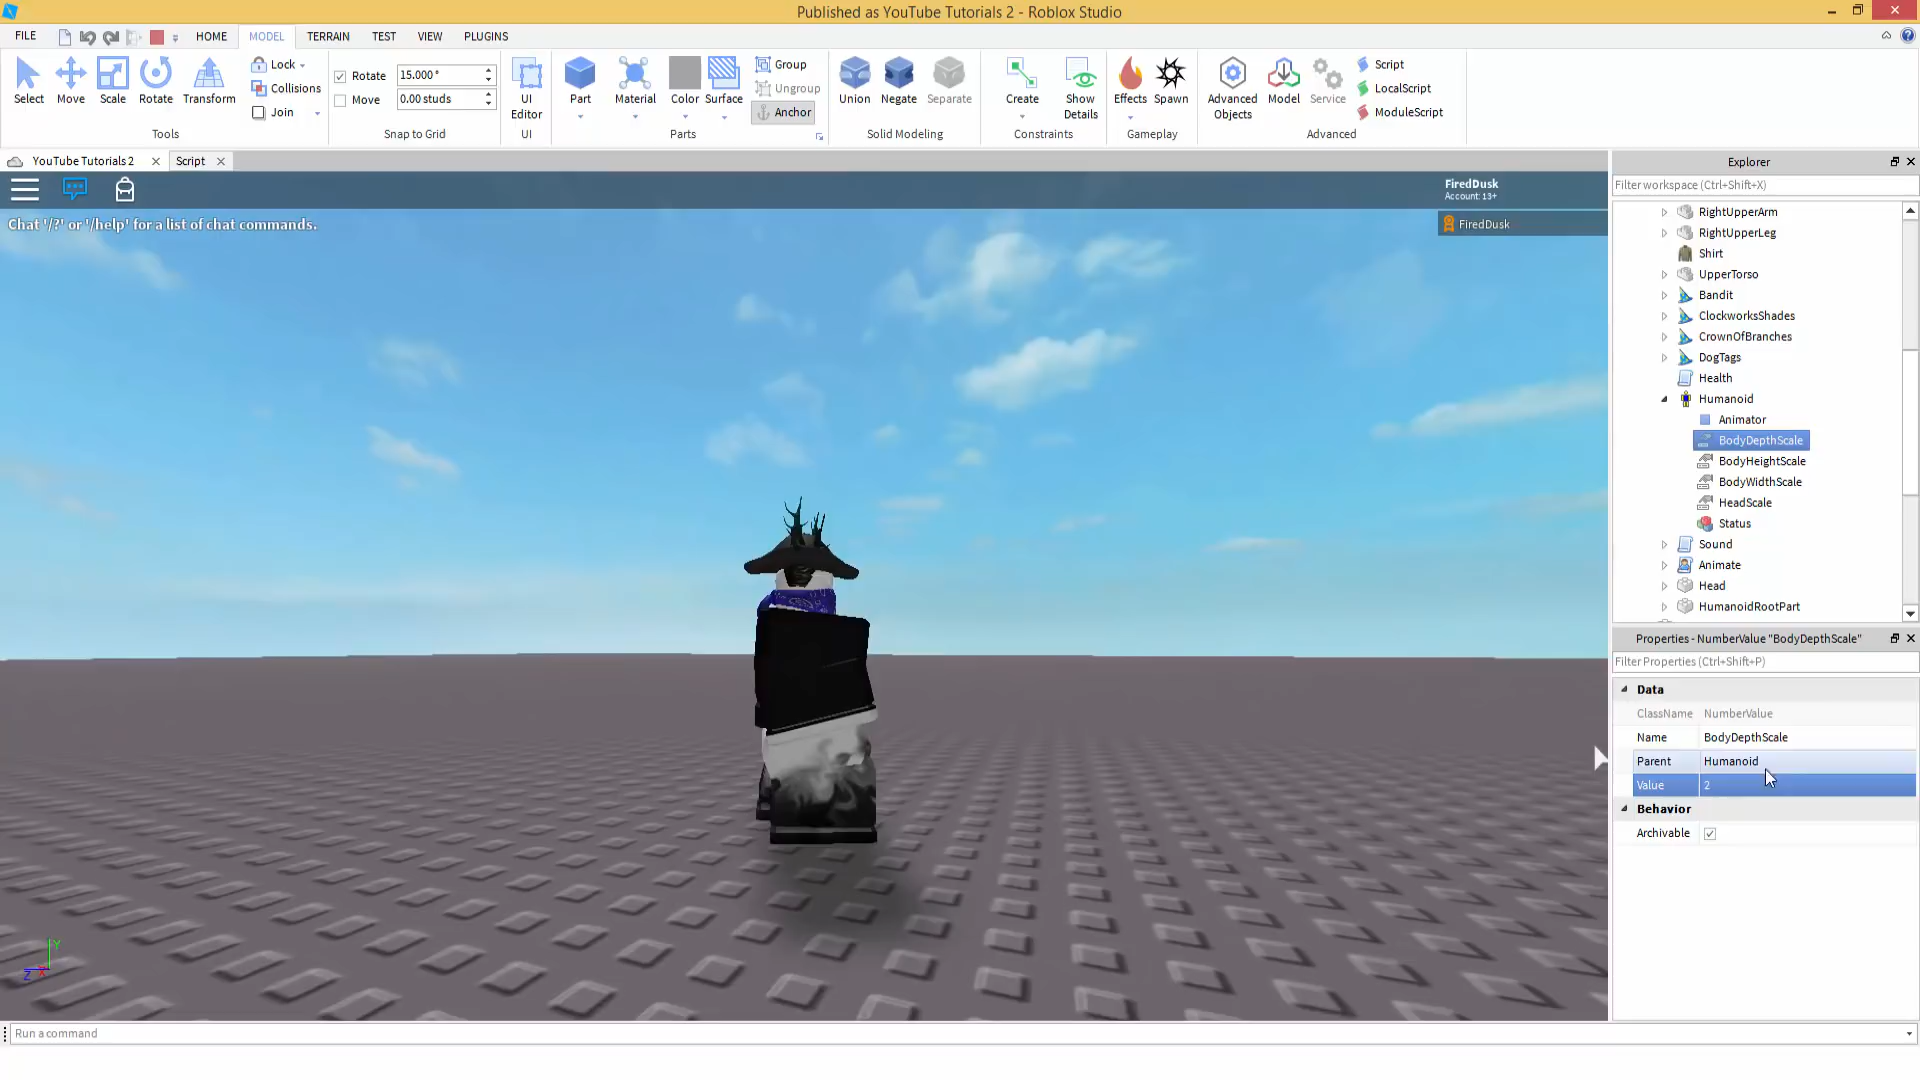 Published as YouTube Tutorials 2 - Roblox Studio
FILE HOME MODEL TERRAIN TEST VIEW PLUGINS
Select Move Scale Rotate Transform
Lock
Collisions
Join
Tools
Rotate 15.000 °
Move 0.00 studs
Snap to Grid
UI Editor
UI
Part Material Color Surface
Group
Ungroup
Anchor
Parts
Union Negate Separate
Solid Modeling
Create Show Details
Constraints
Effects Spawn
Gameplay
Advanced Objects Model Service
Script
LocalScript
ModuleScript
Advanced
YouTube Tutorials 2 Script
FiredDusk
Account: 13+
FiredDusk
Chat '/?' or '/help' for a list of chat commands.
Explorer
Filter workspace (Ctrl+Shift+X)
RightUpperArm
RightUpperLeg
Shirt
UpperTorso
Bandit
ClockworksShades
CrownOfBranches
DogTags
Health
Humanoid
Animator
BodyDepthScale
BodyHeightScale
BodyWidthScale
HeadScale
Status
Sound
Animate
Head
HumanoidRootPart
Properties - NumberValue "BodyDepthScale"
Filter Properties (Ctrl+Shift+P)
Data
ClassName NumberValue
Name BodyDepthScale
Parent Humanoid
Value 2
Behavior
Archivable
Y
Z X
Run a command